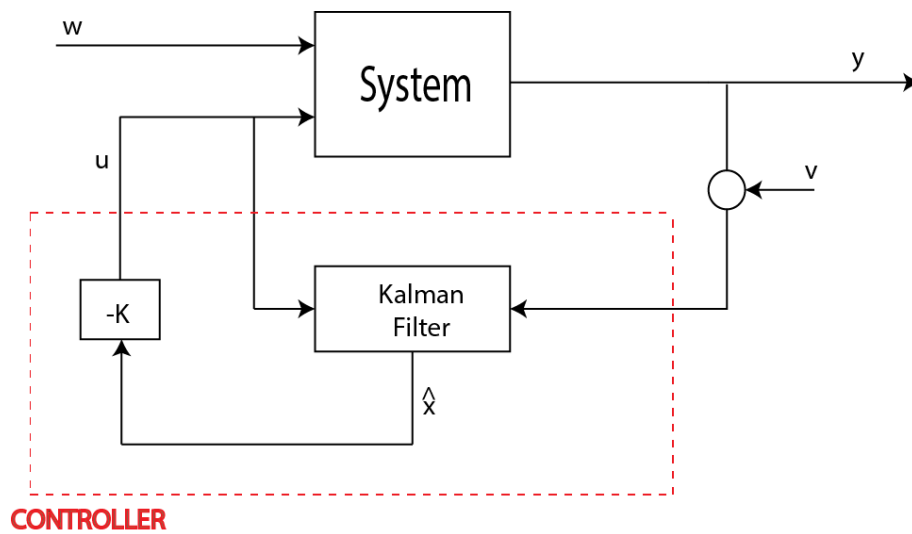 w
System
y
u
v
-K
Kalman
Filter
x̂
CONTROLLER